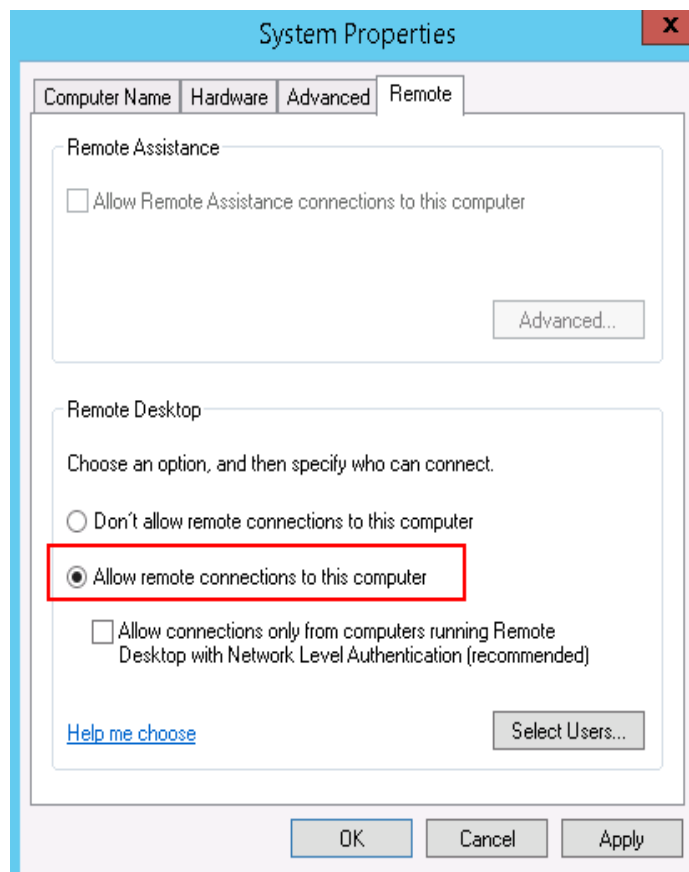 System Properties
x
Computer Name Hardware Advanced Remote
Remote Assistance
Allow Remote Assistance connections to this computer
Advanced...
Remote Desktop
Choose an option, and then specify who can connect.
Don't allow remote connections to this computer
Allow remote connections to this computer
Allow connections only from computers running Remote
Desktop with Network Level Authentication (recommended)
Help me choose
Select Users...
OK Cancel Apply